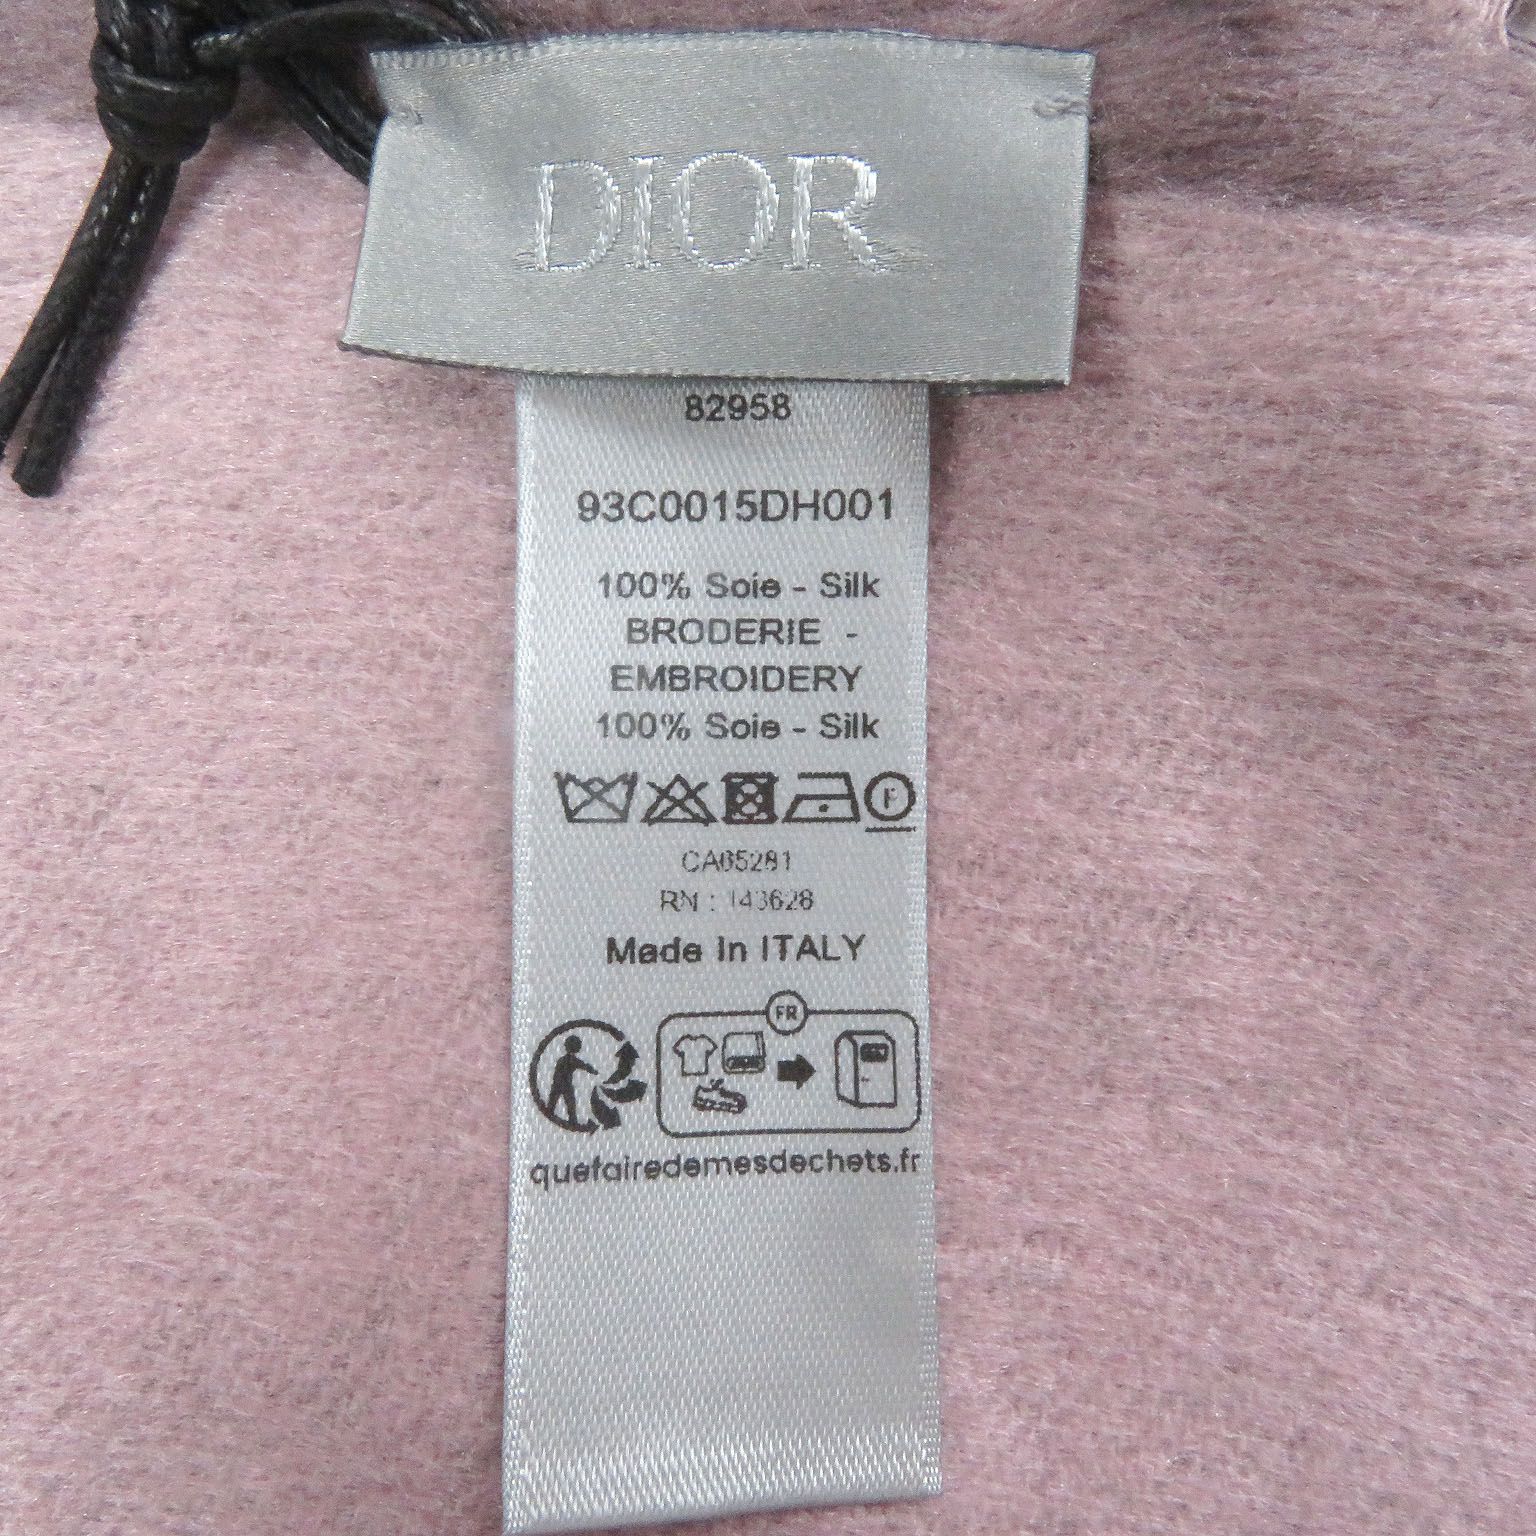 DIOR
82958
93C0015DH001
100% Soie - Silk
BRODERIE -
EMBROIDERY
100% Soie - Silk
F
CA05281
RN : 143628
Made In ITALY
FR
quefairedemesdechets.fr